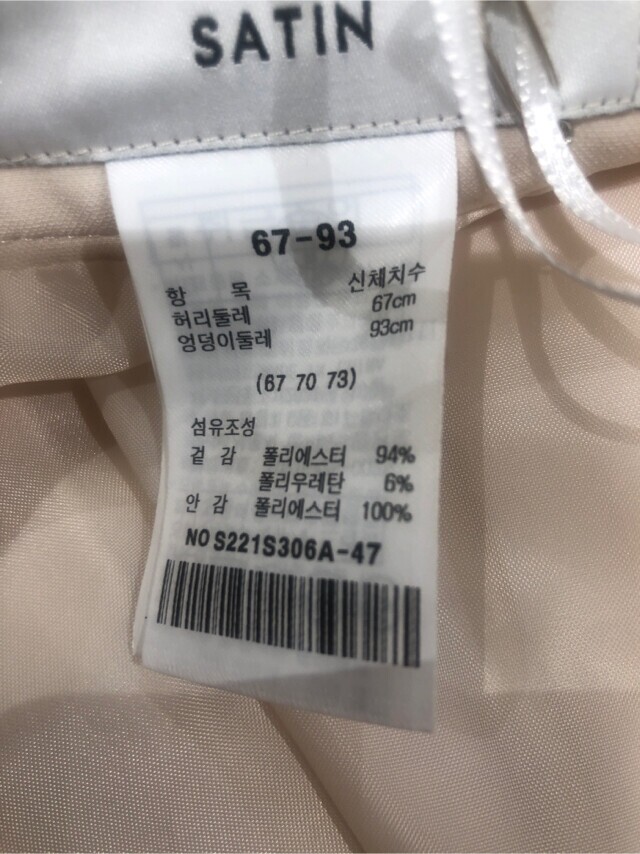 SATIN
67-93
항 목 신체치수
허리둘레 67cm
엉덩이둘레 93cm
(67 70 73)
섬유조성
겉 감 폴리에스터 94%
폴리우레탄 6%
안 감 폴리에스터 100%
NO S221S306A-47